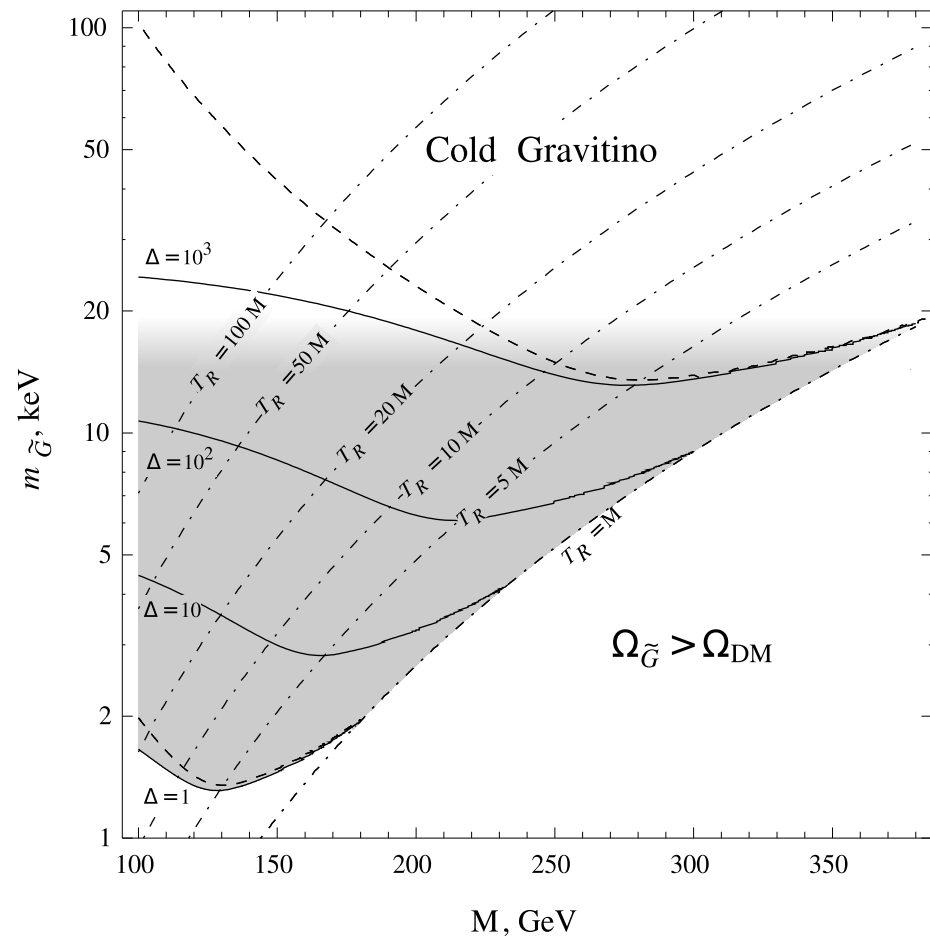 100
50
20
10
5
2
1
m G̃, keV
Cold Gravitino
Δ = 10³
T_R = 100 M
T_R = 50 M
T_R = 20 M
Δ = 10²
T_R = 10 M
T_R = 5 M
T_R = M
Δ = 10
Ω_G̃ > Ω_DM
Δ = 1
100 150 200 250 300 350
M, GeV